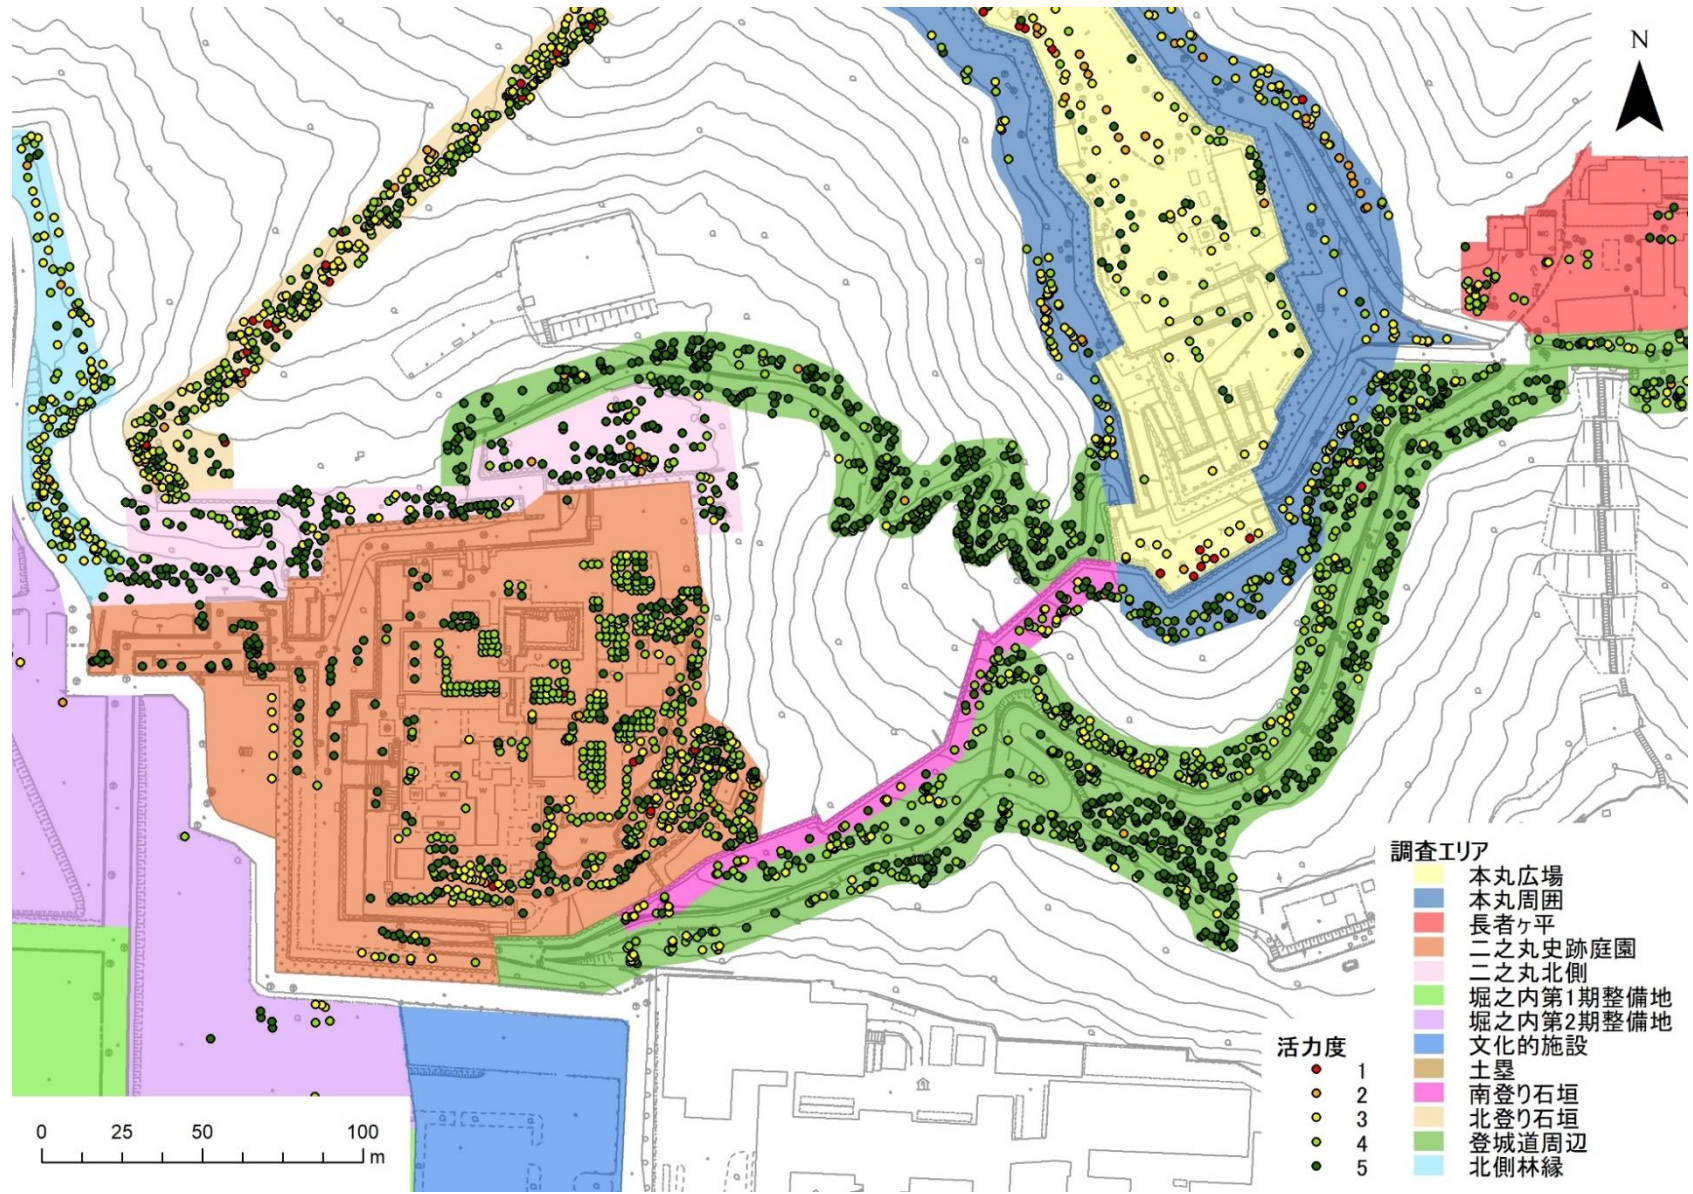 N
調査エリア
本丸広場
本丸周囲
長者ヶ平
二之丸史跡庭園
二之丸北側
堀之内第1期整備地
堀之内第2期整備地
文化的施設
土塁
南登り石垣
北登り石垣
登城道周辺
北側林縁
活力度
1
2
3
4
5
0 25 50 100
m